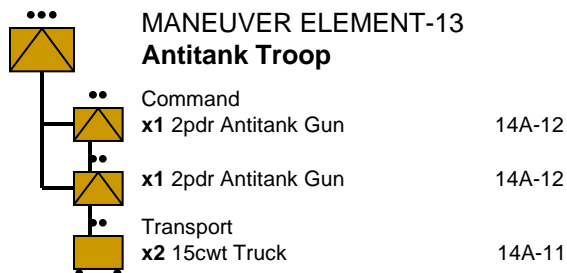 MANEUVER ELEMENT-13
Antitank Troop
Command
x1 2pdr Antitank Gun 14A-12
x1 2pdr Antitank Gun 14A-12
Transport
x2 15cwt Truck 14A-11